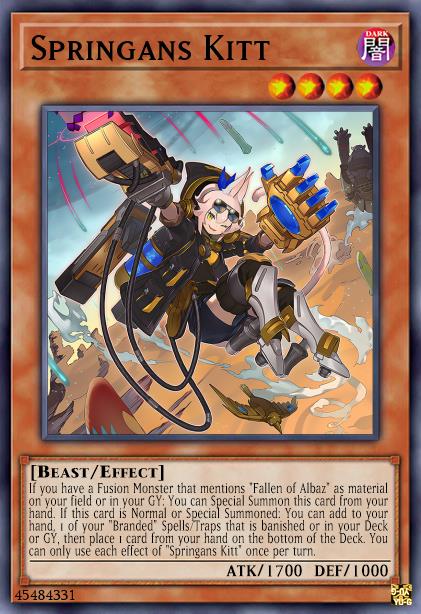 Springans Kitt
DARK
闇
[Beast/Effect]
If you have a Fusion Monster that mentions "Fallen of Albaz" as material
on your field or in your GY: You can Special Summon this card from your
hand. If this card is Normal or Special Summoned: You can add to your
hand, 1 of your "Branded" Spells/Traps that is banished or in your Deck
or GY, then place 1 card from your hand on the bottom of the Deck. You
can only use each effect of "Springans Kitt" once per turn.
ATK/1700 DEF/1000
45484331